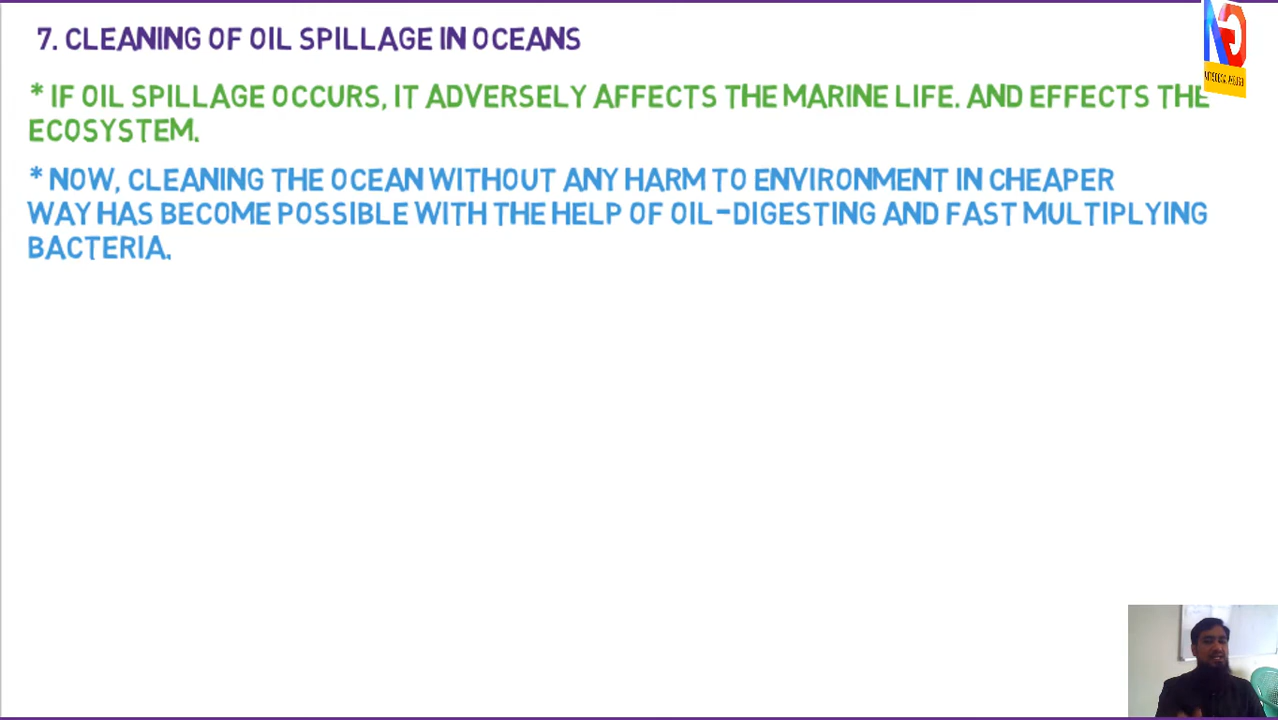 7. CLEANING OF OIL SPILLAGE IN OCEANS
* IF OIL SPILLAGE OCCURS, IT ADVERSELY AFFECTS THE MARINE LIFE. AND EFFECTS THE
ECOSYSTEM.
* NOW, CLEANING THE OCEAN WITHOUT ANY HARM TO ENVIRONMENT IN CHEAPER
WAY HAS BECOME POSSIBLE WITH THE HELP OF OIL-DIGESTING AND FAST MULTIPLYING
BACTERIA.